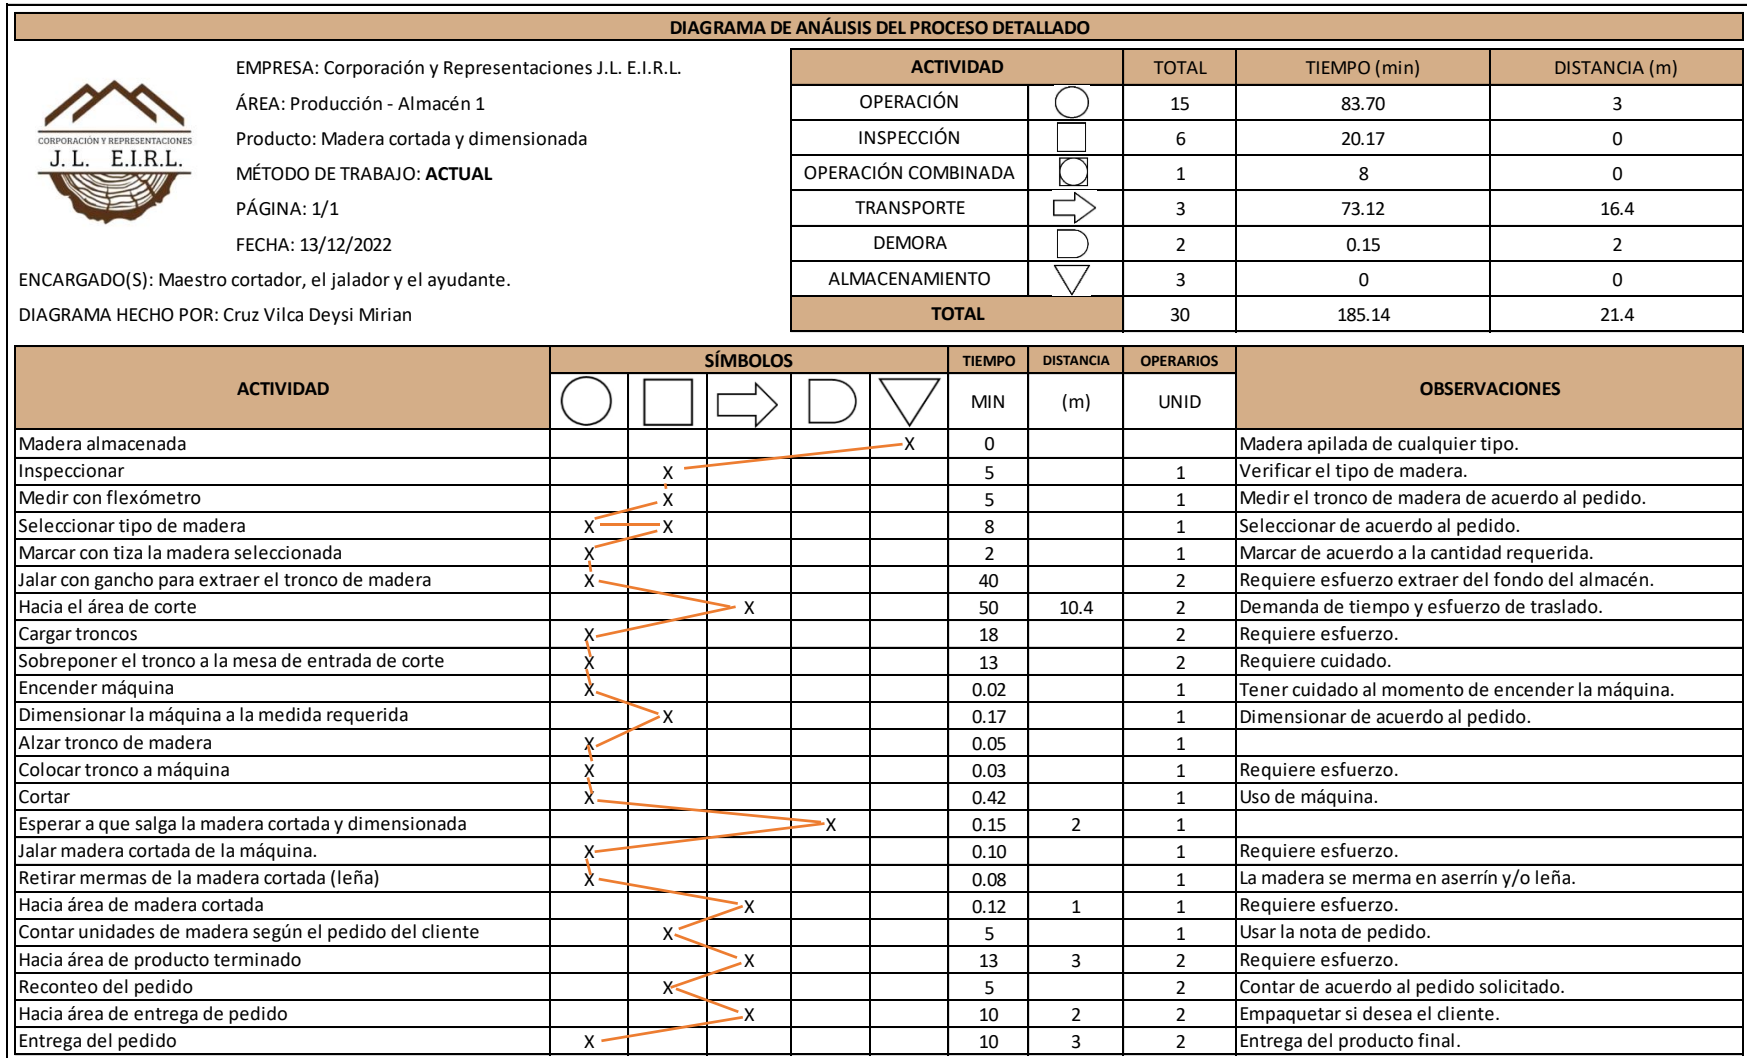 DIAGRAMA DE ANÁLISIS DEL PROCESO DETALLADO
CORPORACIÓN Y REPRESENTACIONES
J. L. E.I.R.L.
EMPRESA: Corporación y Representaciones J.L. E.I.R.L.
ÁREA: Producción - Almacén 1
Producto: Madera cortada y dimensionada
MÉTODO DE TRABAJO: ACTUAL
PÁGINA: 1/1
FECHA: 13/12/2022
ENCARGADO(S): Maestro cortador, el jalador y el ayudante.
DIAGRAMA HECHO POR: Cruz Vilca Deysi Mirian
ACTIVIDAD TOTAL TIEMPO (min) DISTANCIA (m)
OPERACIÓN 15 83.70 3
INSPECCIÓN 6 20.17 0
OPERACIÓN COMBINADA 1 8 0
TRANSPORTE 3 73.12 16.4
DEMORA 2 0.15 2
ALMACENAMIENTO 3 0 0
TOTAL 30 185.14 21.4
ACTIVIDAD SÍMBOLOS TIEMPO DISTANCIA OPERARIOS OBSERVACIONES
MIN (m) UNID
Madera almacenada X 0 Madera apilada de cualquier tipo.
Inspeccionar X 5 1 Verificar el tipo de madera.
Medir con flexómetro X 5 1 Medir el tronco de madera de acuerdo al pedido.
Seleccionar tipo de madera X X 8 1 Seleccionar de acuerdo al pedido.
Marcar con tiza la madera seleccionada X 2 1 Marcar de acuerdo a la cantidad requerida.
Jalar con gancho para extraer el tronco de madera X 40 2 Requiere esfuerzo extraer del fondo del almacén.
Hacia el área de corte X 50 10.4 2 Demanda de tiempo y esfuerzo de traslado.
Cargar troncos X 18 2 Requiere esfuerzo.
Sobreponer el tronco a la mesa de entrada de corte X 13 2 Requiere cuidado.
Encender máquina X 0.02 1 Tener cuidado al momento de encender la máquina.
Dimensionar la máquina a la medida requerida X 0.17 1 Dimensionar de acuerdo al pedido.
Alzar tronco de madera X 0.05 1
Colocar tronco a máquina X 0.03 1 Requiere esfuerzo.
Cortar X 0.42 1 Uso de máquina.
Esperar a que salga la madera cortada y dimensionada X 0.15 2 1
Jalar madera cortada de la máquina. X 0.10 1 Requiere esfuerzo.
Retirar mermas de la madera cortada (leña) X 0.08 1 La madera se merma en aserrín y/o leña.
Hacia área de madera cortada X 0.12 1 1 Requiere esfuerzo.
Contar unidades de madera según el pedido del cliente X 5 1 Usar la nota de pedido.
Hacia área de producto terminado X 13 3 2 Requiere esfuerzo.
Reconteo del pedido X 5 2 Contar de acuerdo al pedido solicitado.
Hacia área de entrega de pedido X 10 2 2 Empaquetar si desea el cliente.
Entrega del pedido X 10 3 2 Entrega del producto final.